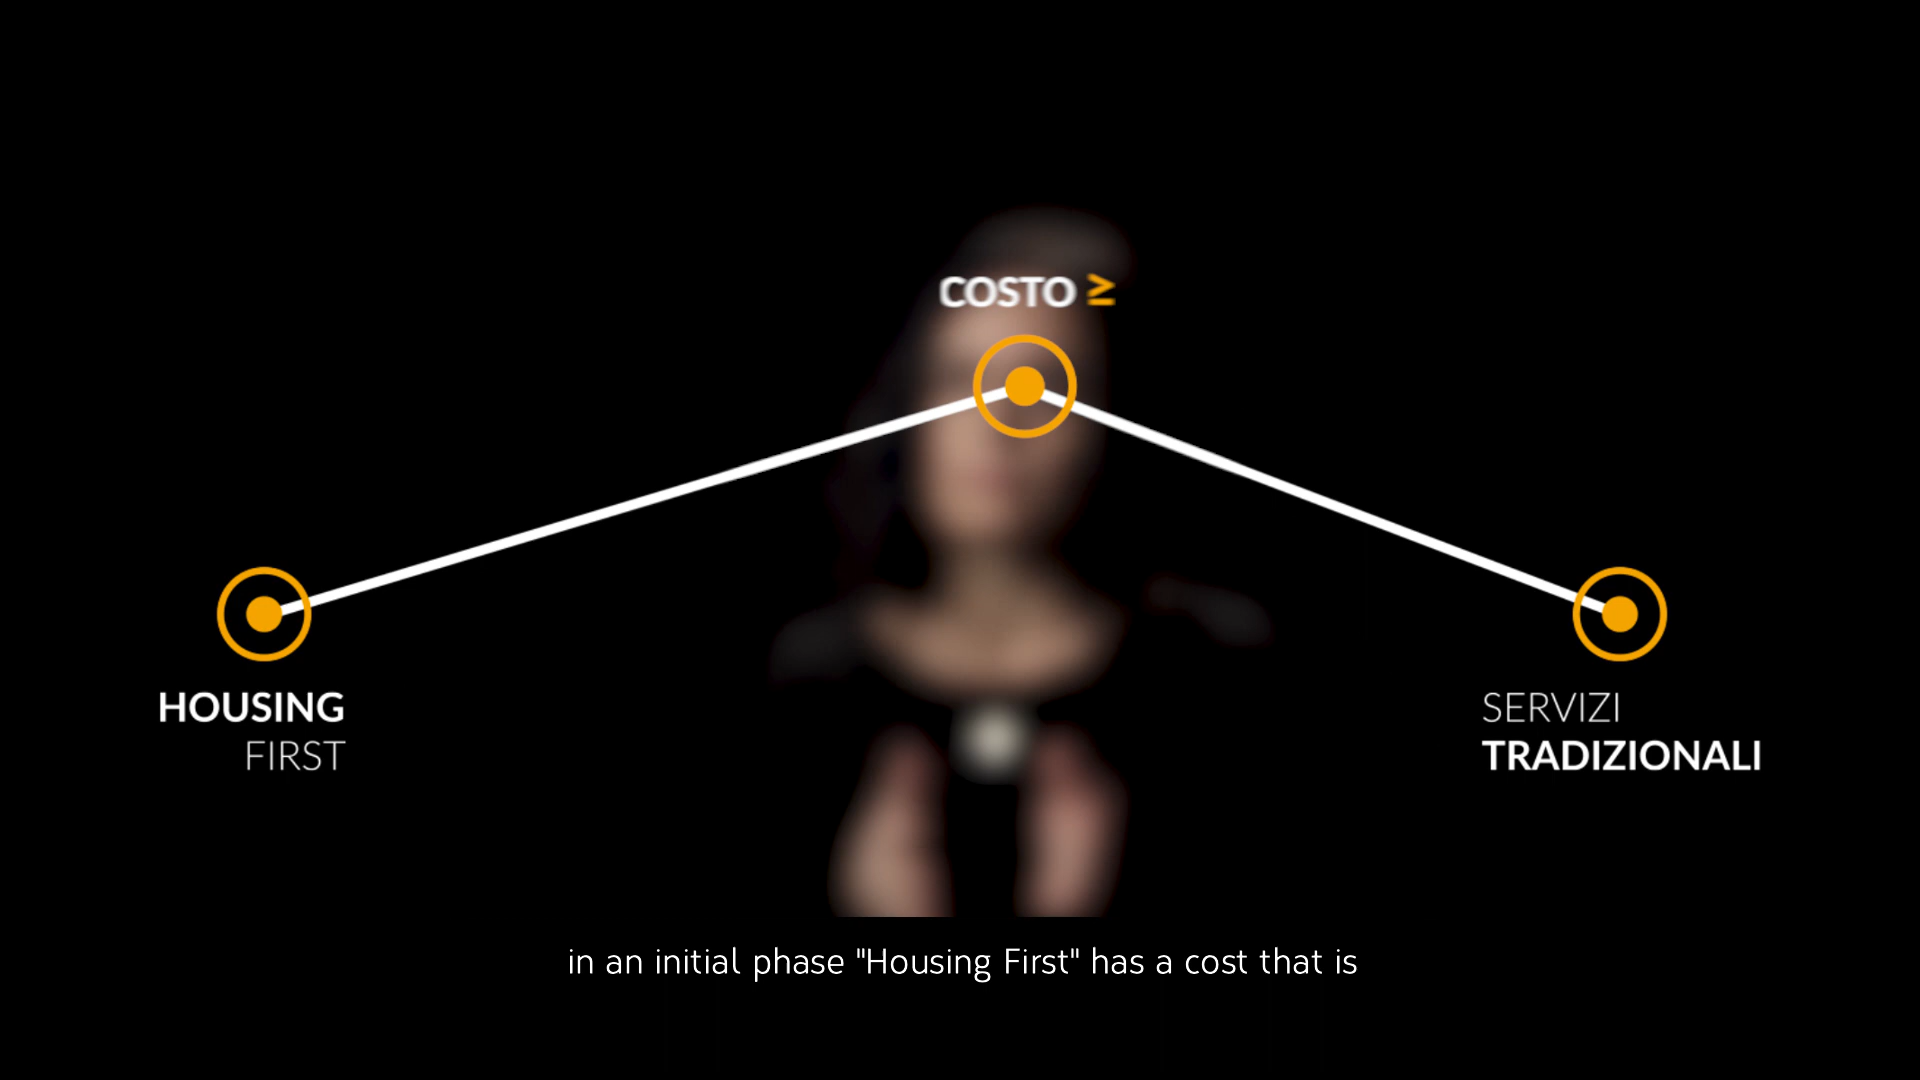 COSTO ≥
HOUSING
FIRST
SERVIZI
TRADIZIONALI
in an initial phase "Housing First" has a cost that is